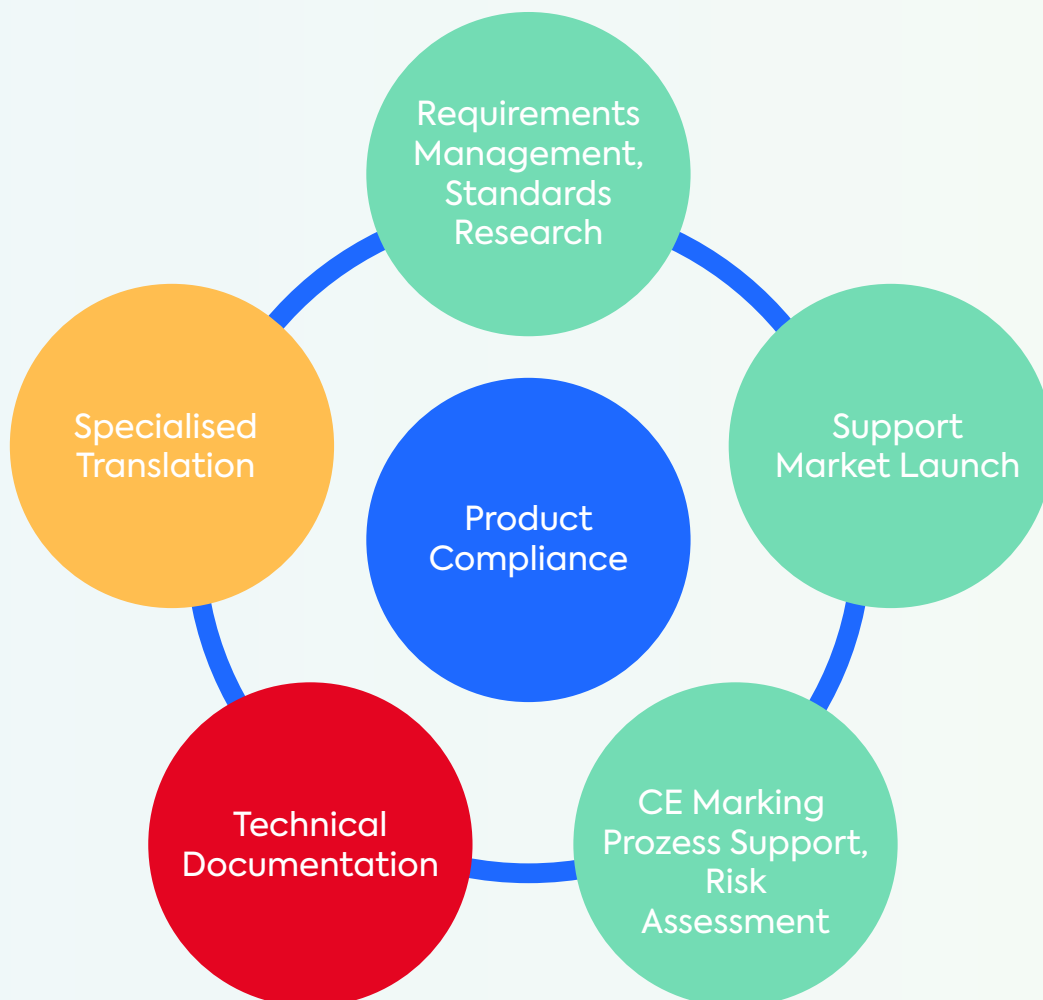 Requirements
Management,
Standards
Research
Specialised
Translation
Support
Market Launch
Product
Compliance
Technical
Documentation
CE Marking
Prozess Support,
Risk
Assessment